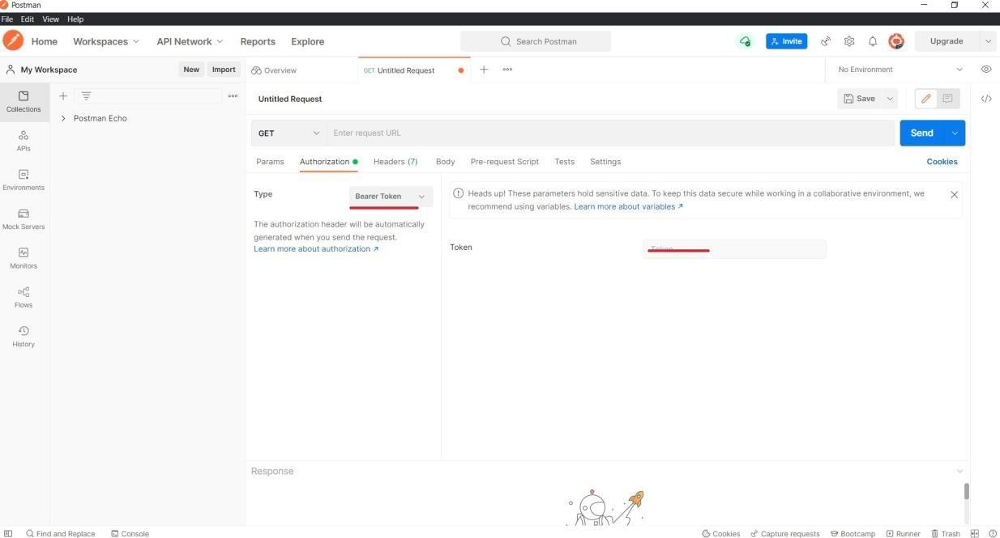 Postman
File Edit View Help
Home Workspaces API Network Reports Explore Search Postman Invite Upgrade
My Workspace New Import Overview GET Untitled Request No Environment
Collections
Postman Echo
APIs
Environments
Mock Servers
Monitors
Flows
History
Untitled Request Save
GET Enter request URL Send
Params Authorization Headers (7) Body Pre-request Script Tests Settings Cookies
Type Bearer Token
The authorization header will be automatically
generated when you send the request.
Learn more about authorization
Heads up! These parameters hold sensitive data. To keep this data secure while working in a collaborative environment, we
recommend using variables. Learn more about variables
Token Token
Response
Find and Replace Console Cookies Capture requests Bootcamp Runner Trash